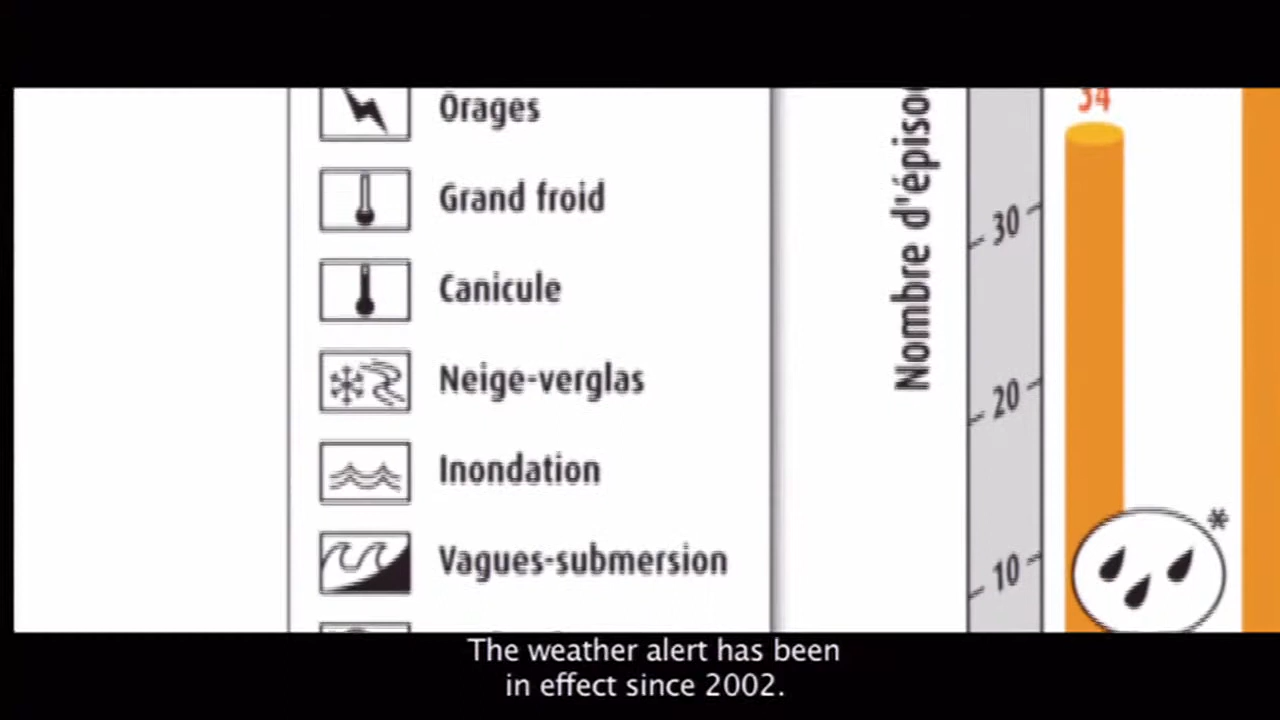 Orages
Grand froid
Canicule
Neige-verglas
Inondation
Vagues-submersion
Nombre
34
30
20
10
*
The weather alert has been
in effect since 2002.